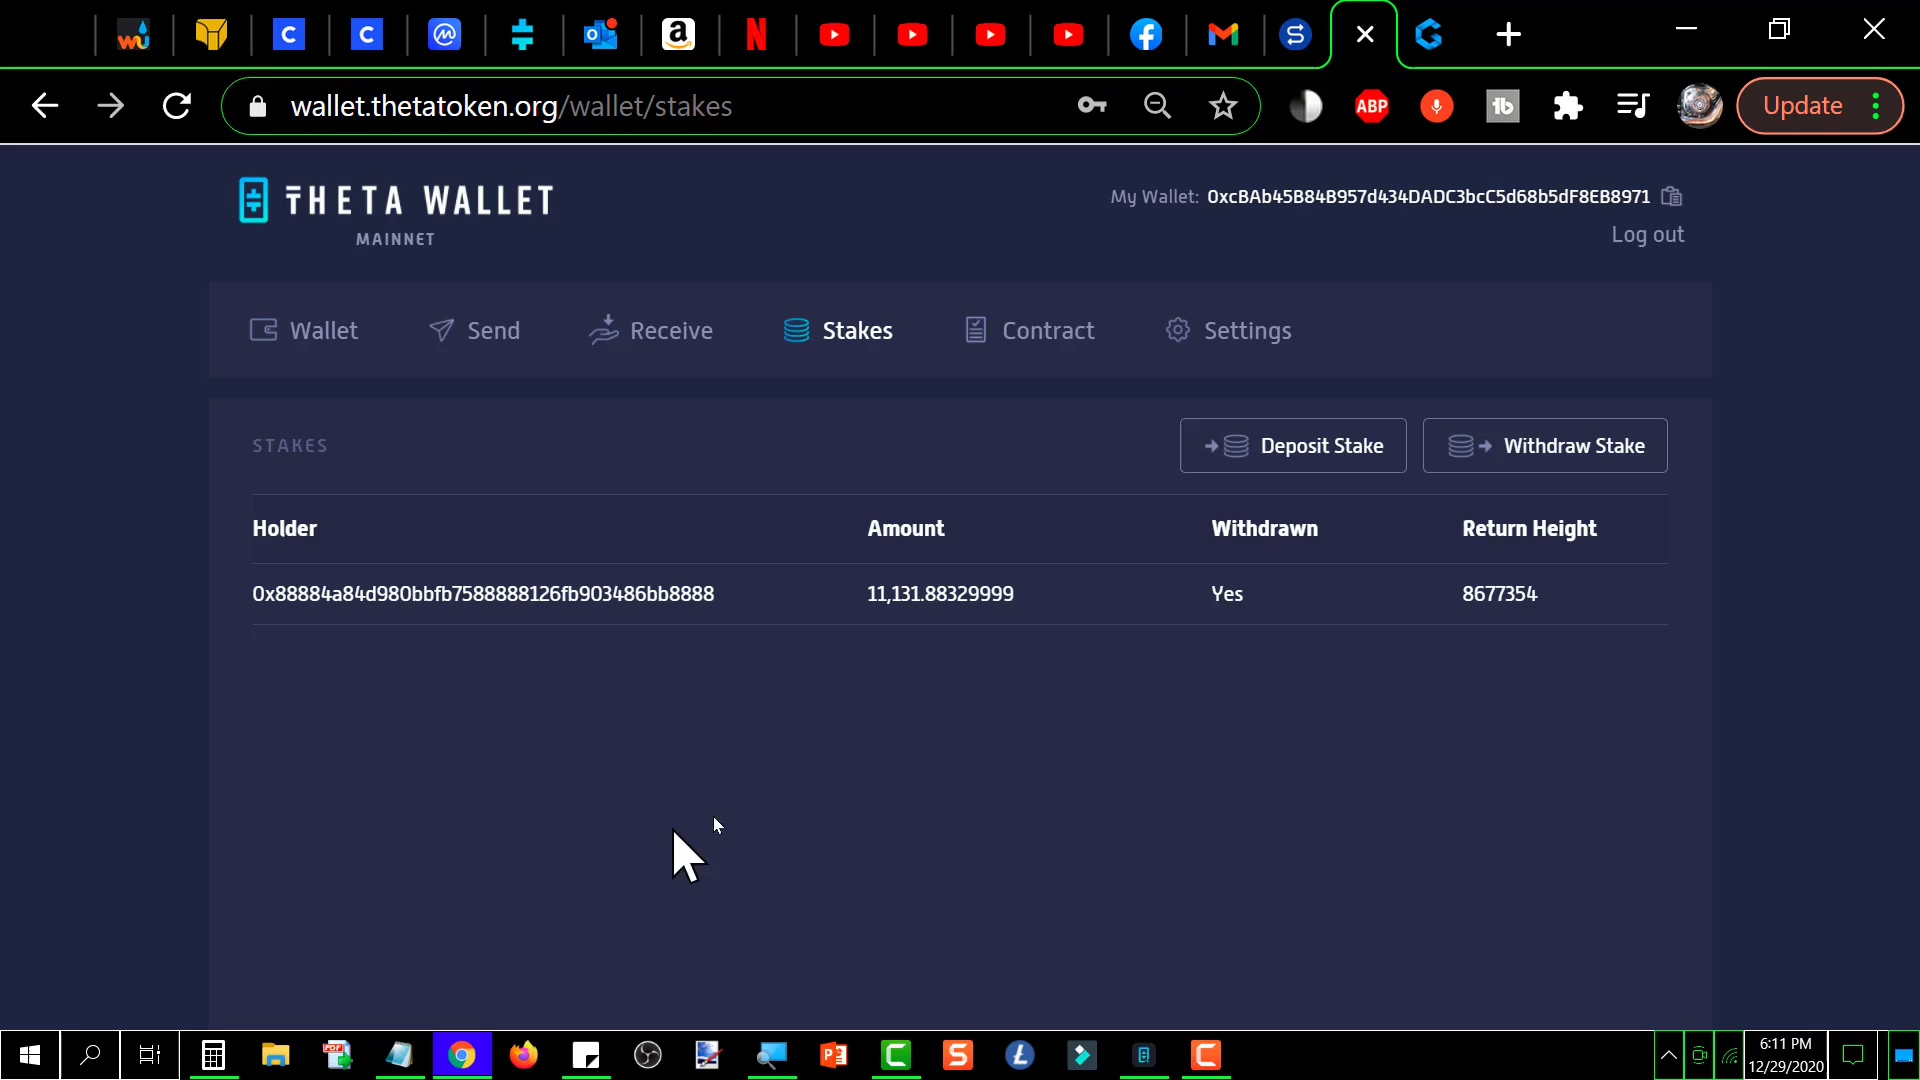 wallet.thetatoken.org/wallet/stakes
ABP
Update
THETA WALLET
MAINNET
My Wallet: 0xcBAb45B84B957d434DADC3bcC5d68b5dF8EB8971
Log out
Wallet
Send
Receive
Stakes
Contract
Settings
STAKES
Deposit Stake
Withdraw Stake
Holder Amount Withdrawn Return Height
0x88884a84d980bbfb7588888126fb903486bb8888 11,131.88329999 Yes 8677354
6:11 PM
12/29/2020